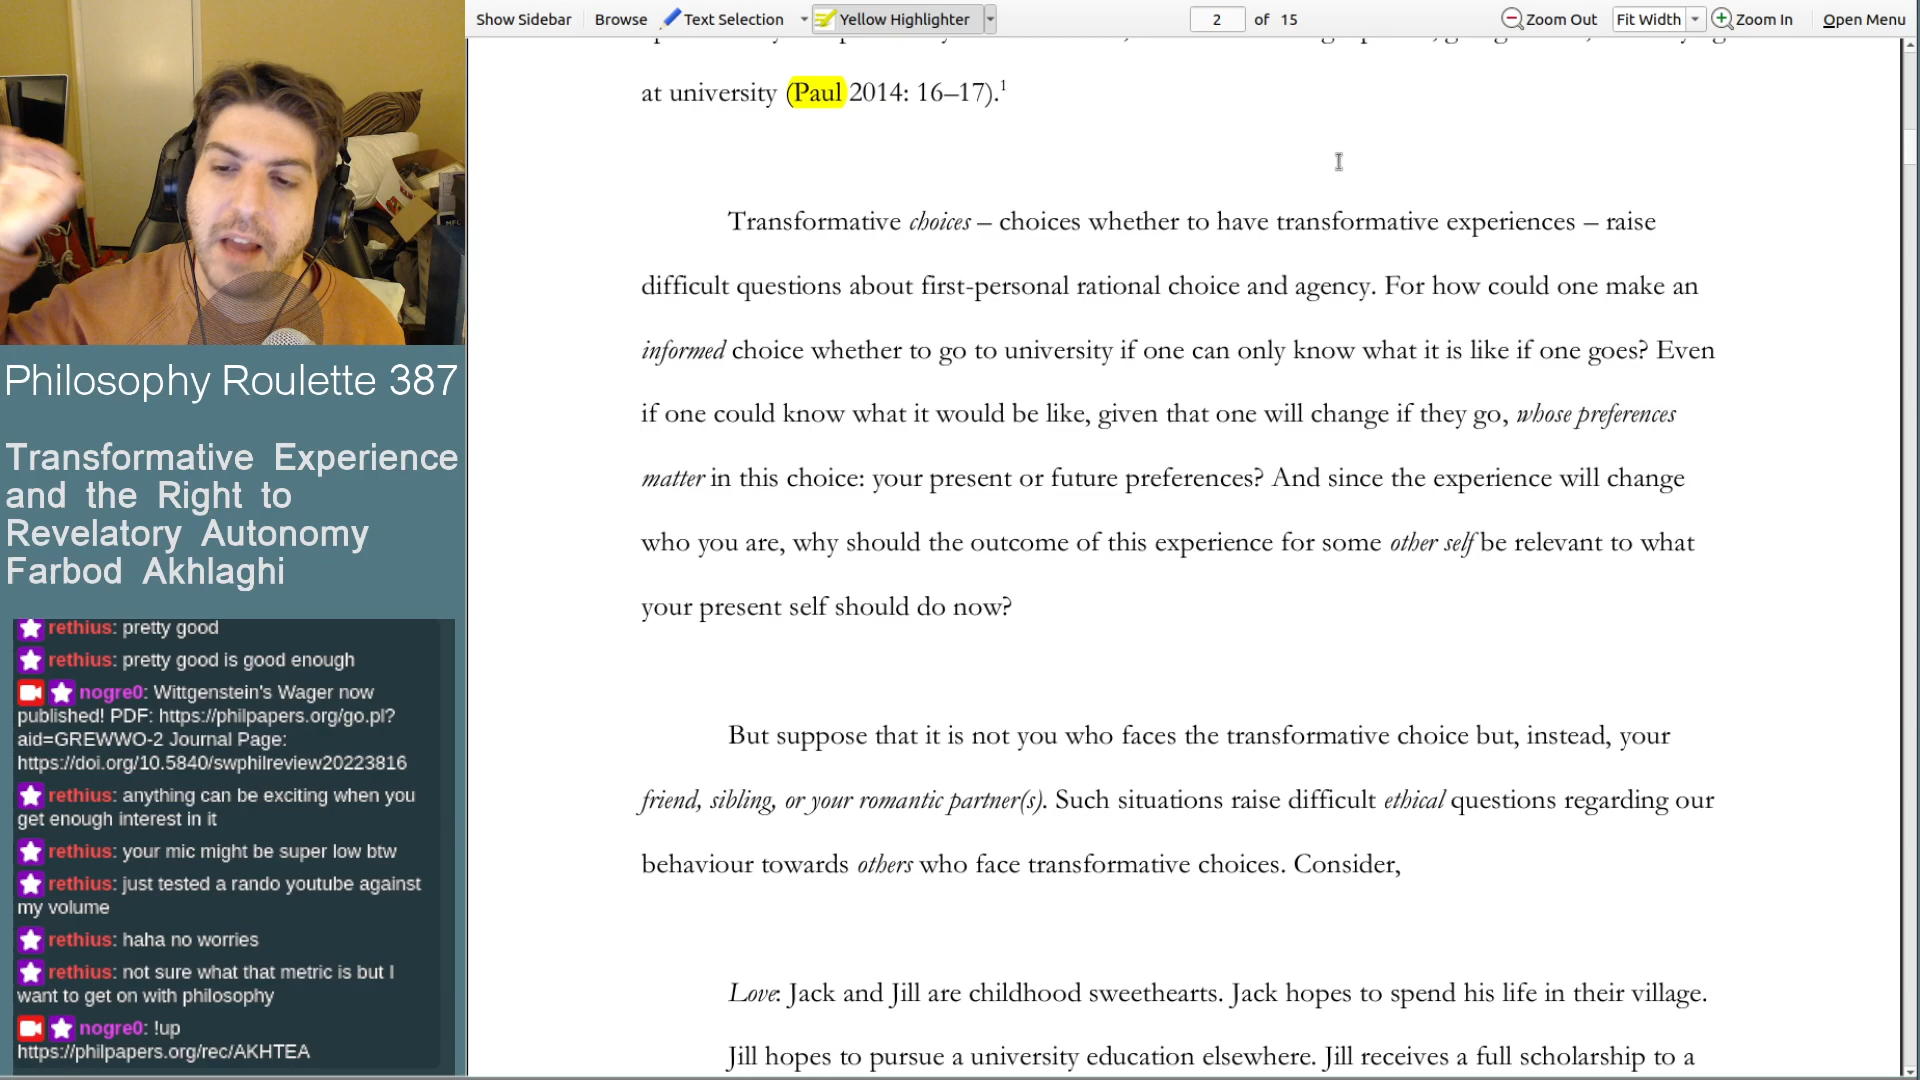 Show Sidebar Browse Text Selection Yellow Highlighter 2 of 15 Zoom Out Fit Width Zoom In Open Menu
at university (Paul 2014: 16–17).1
Transformative choices – choices whether to have transformative experiences – raise
difficult questions about first-personal rational choice and agency. For how could one make an
informed choice whether to go to university if one can only know what it is like if one goes? Even
if one could know what it would be like, given that one will change if they go, whose preferences
matter in this choice: your present or future preferences? And since the experience will change
who you are, why should the outcome of this experience for some other self be relevant to what
your present self should do now?
But suppose that it is not you who faces the transformative choice but, instead, your
friend, sibling, or your romantic partner(s). Such situations raise difficult ethical questions regarding our
behaviour towards others who face transformative choices. Consider,
Love: Jack and Jill are childhood sweethearts. Jack hopes to spend his life in their village.
Jill hopes to pursue a university education elsewhere. Jill receives a full scholarship to a
Philosophy Roulette 387
Transformative Experience
and the Right to
Revelatory Autonomy
Farbod Akhlaghi
rethius: pretty good
rethius: pretty good is good enough
nogre0: Wittgenstein's Wager now
published! PDF: https://philpapers.org/go.pl?
aid=GREWWO-2 Journal Page:
https://doi.org/10.5840/swphilreview20223816
rethius: anything can be exciting when you
get enough interest in it
rethius: your mic might be super low btw
rethius: just tested a rando youtube against
my volume
rethius: haha no worries
rethius: not sure what that metric is but I
want to get on with philosophy
nogre0: !up
https://philpapers.org/rec/AKHTEA